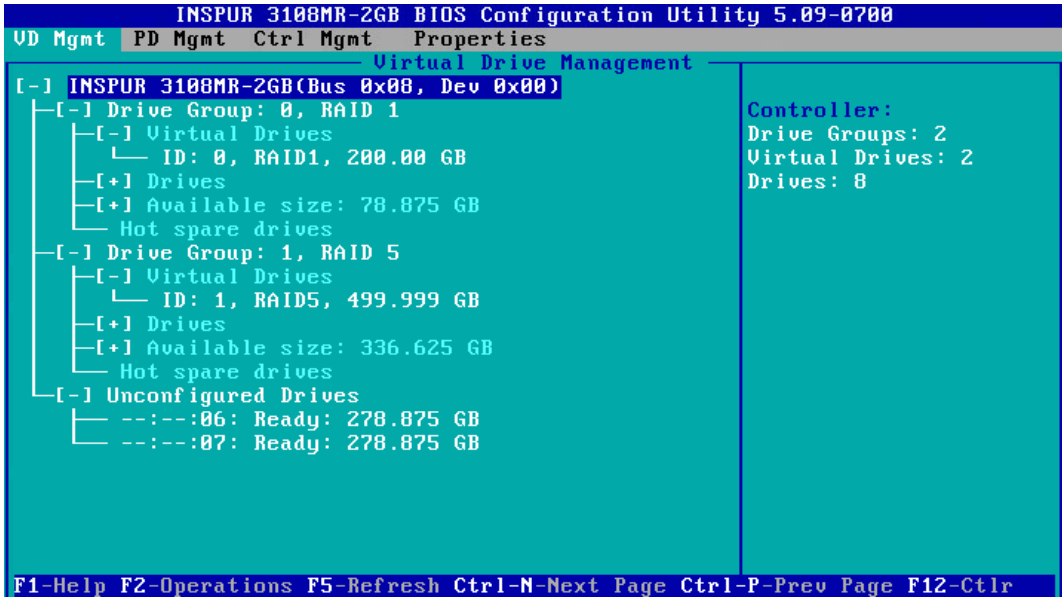 INSPUR 3108MR-2GB BIOS Configuration Utility 5.09-0700
VD Mgmt PD Mgmt Ctrl Mgmt Properties
Virtual Drive Management
[-] INSPUR 3108MR-2GB(Bus 0x08, Dev 0x00)
[-] Drive Group: 0, RAID 1
[-] Virtual Drives
ID: 0, RAID1, 200.00 GB
[+] Drives
[+] Available size: 78.875 GB
Hot spare drives
[-] Drive Group: 1, RAID 5
[-] Virtual Drives
ID: 1, RAID5, 499.999 GB
[+] Drives
[+] Available size: 336.625 GB
Hot spare drives
[-] Unconfigured Drives
--:--:06: Ready: 278.875 GB
--:--:07: Ready: 278.875 GB
Controller:
Drive Groups: 2
Virtual Drives: 2
Drives: 8
F1-Help F2-Operations F5-Refresh Ctrl-N-Next Page Ctrl-P-Prev Page F12-Ctlr